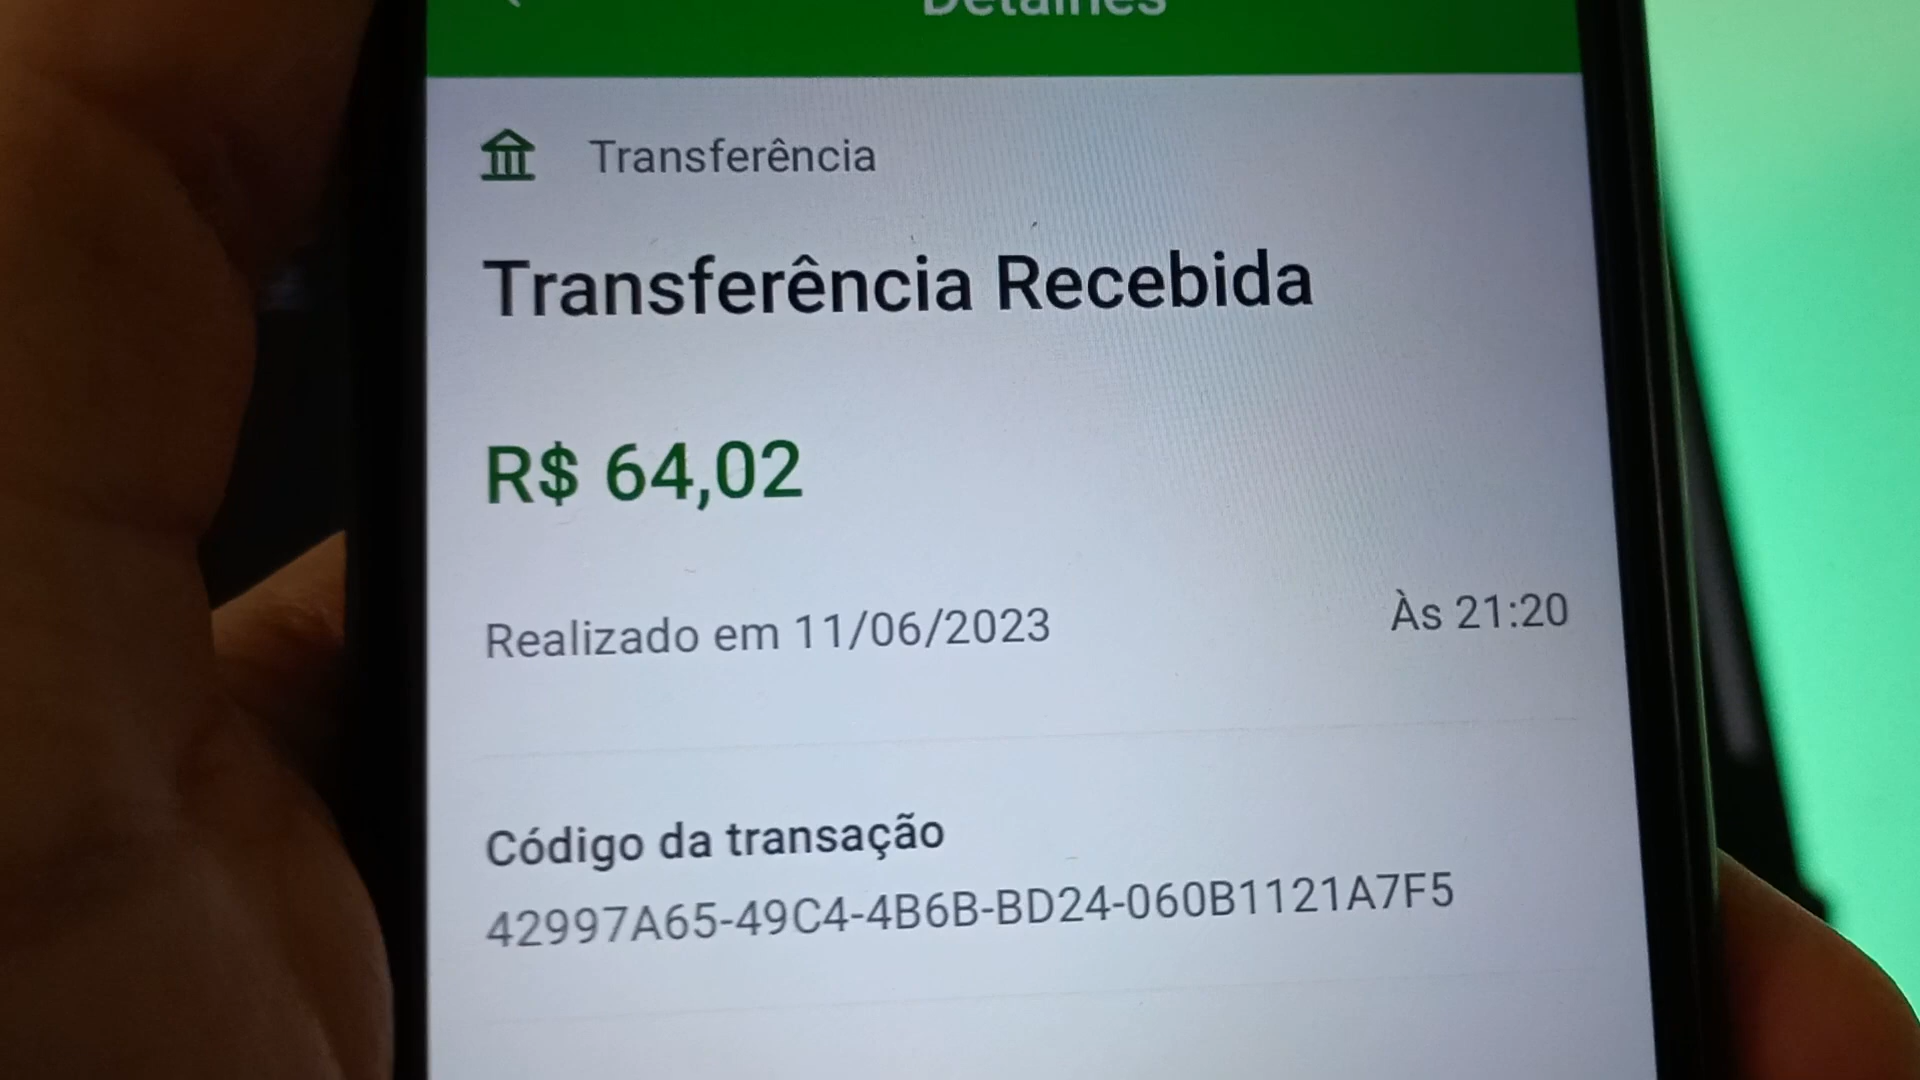 Detalhes
Transferência
Transferência Recebida
R$ 64,02
Realizado em 11/06/2023
Às 21:20
Código da transação
42997A65-49C4-4B6B-BD24-060B1121A7F5